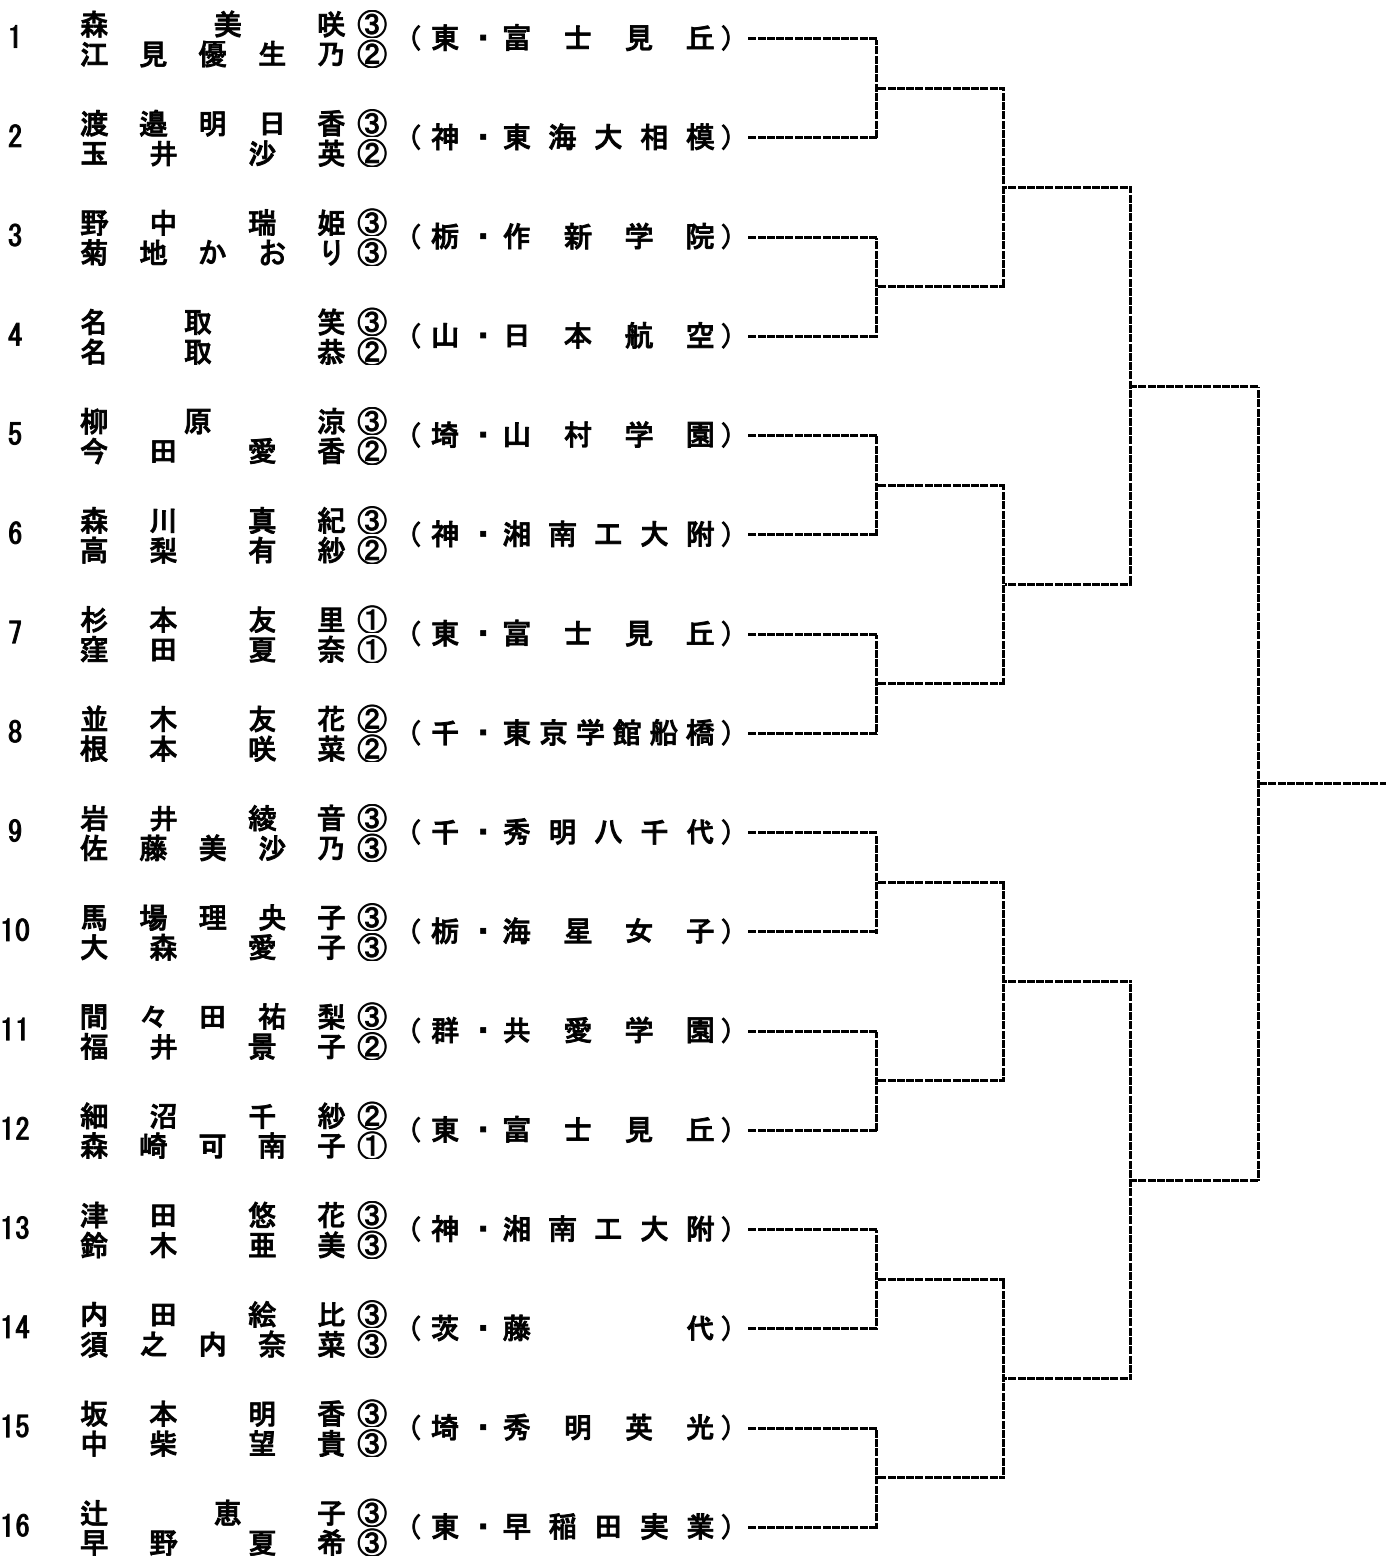 森美咲③
1 (東・富士見丘)
江見優生乃②
渡邉明日香③
2 (神・東海大相模)
玉井沙英②
野中瑞姫③
3 (栃・作新学院)
菊地かおり③
名取笑③
4 (山・日本航空)
名取恭②
柳原涼③
5 (埼・山村学園)
今田愛香②
森川真紀③
6 (神・湘南工大附)
高梨有紗②
杉本友里①
7 (東・富士見丘)
窪田夏奈①
並木友花②
8 (千・東京学館船橋)
根本咲菜②
岩井綾音③
9 (千・秀明八千代)
佐藤美沙乃③
馬場理央子③
10 (栃・海星女子)
大森愛子③
間々田祐梨③
11 (群・共愛学園)
福井景子②
細沼千紗②
12 (東・富士見丘)
森崎可南子①
津田悠花③
13 (神・湘南工大附)
鈴木亜美③
内田絵比③
14 (茨・藤代)
須之内奈菜③
坂本明香③
15 (埼・秀明英光)
中柴望貴③
辻恵子③
16 (東・早稲田実業)
早野夏希③